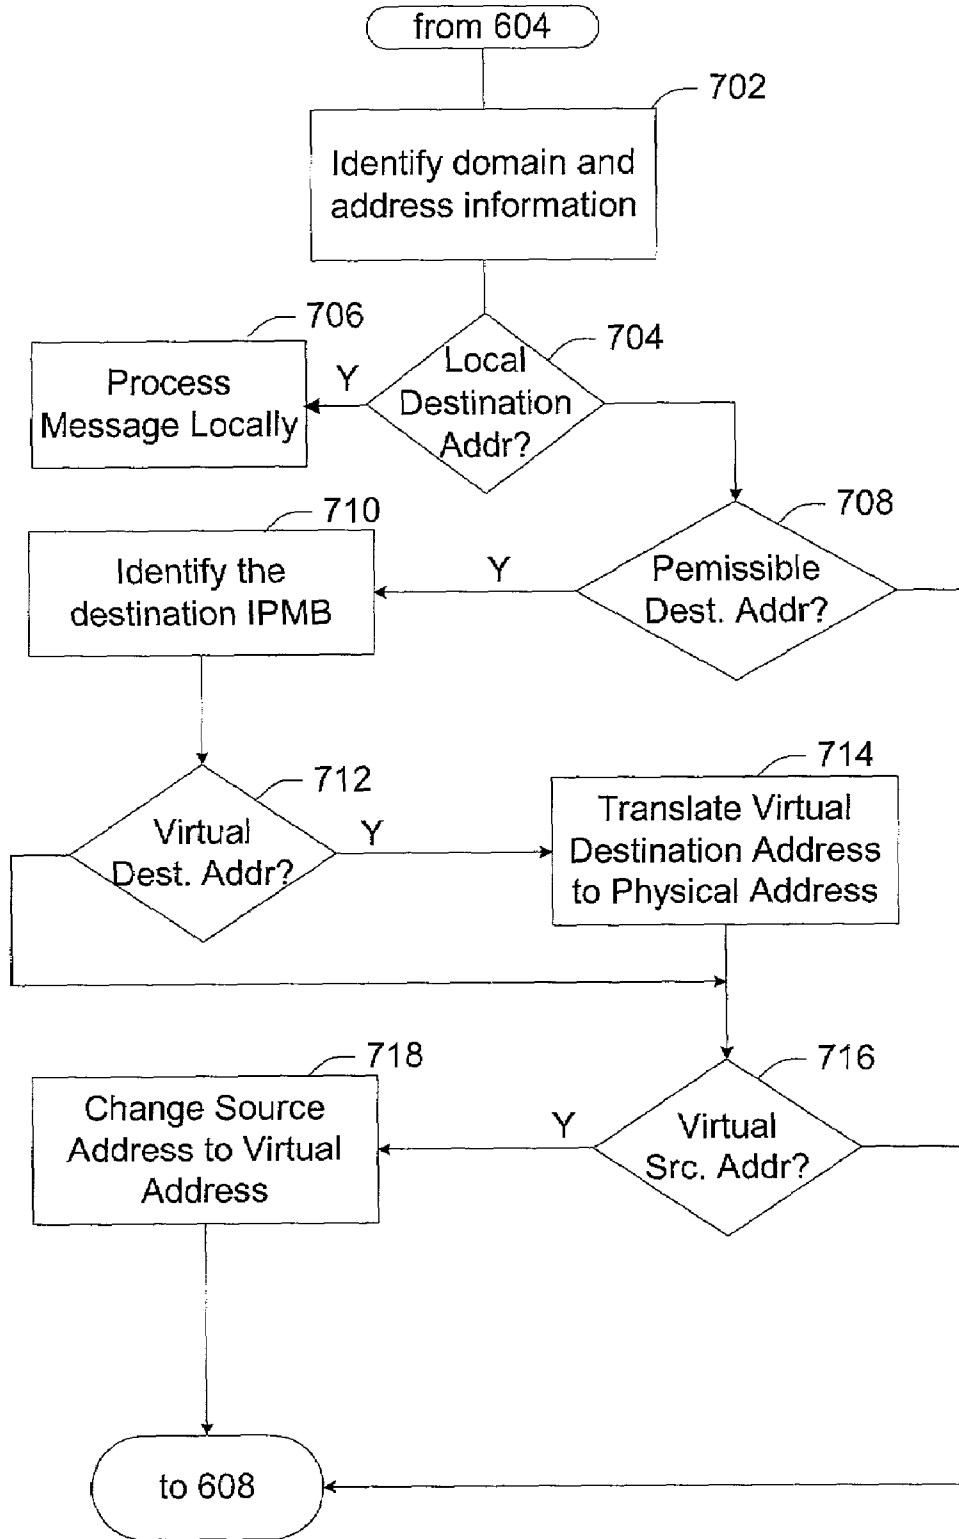 from 604
702
Identify domain and
address information
706
704
Process
Message Locally
Y
Local
Destination
Addr?
710
708
Identify the
destination IPMB
Y
Pemissible
Dest. Addr?
712
714
Virtual
Dest. Addr?
Y
Translate Virtual
Destination Address
to Physical Address
718
716
Change Source
Address to Virtual
Address
Y
Virtual
Src. Addr?
to 608